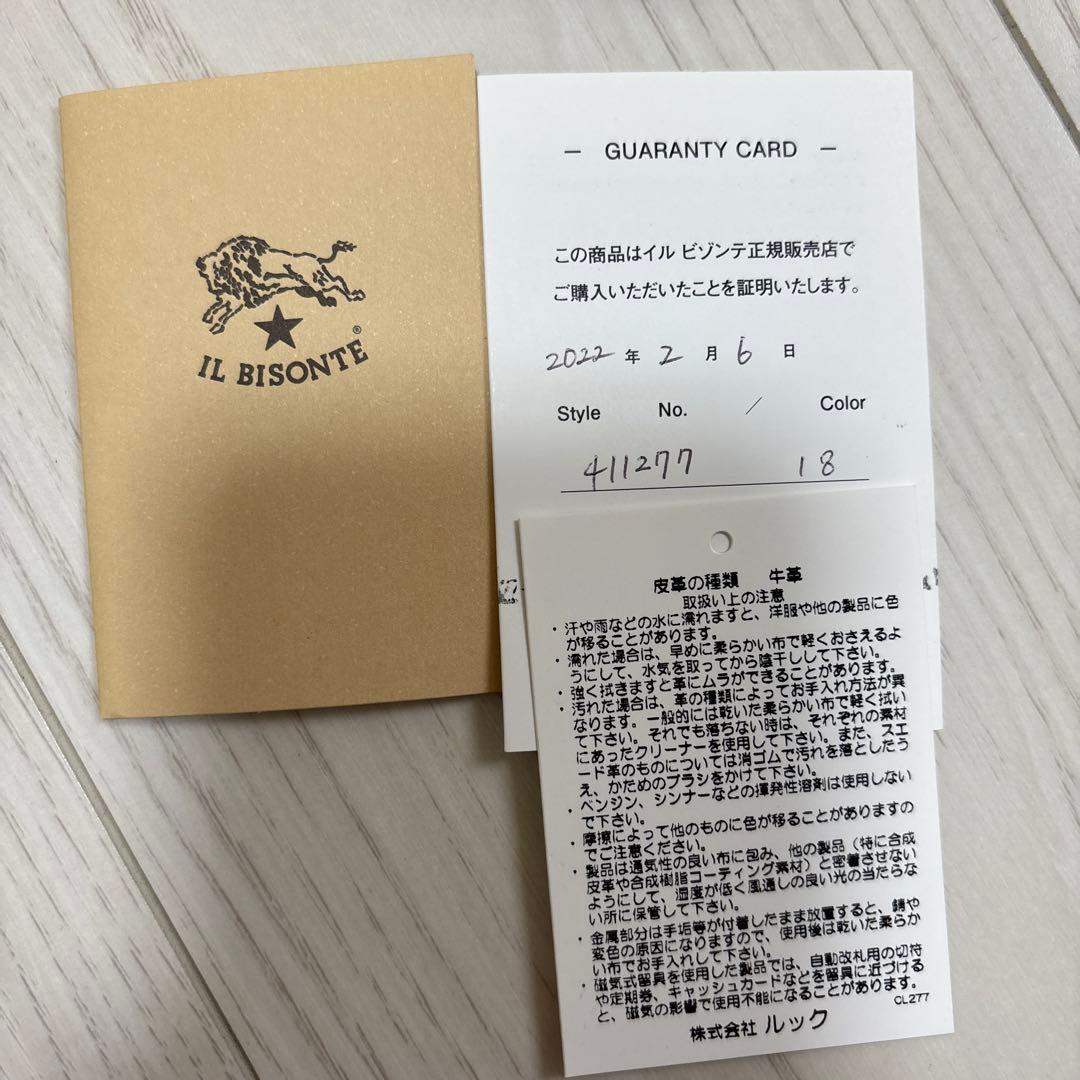 IL BISONTE®
— GUARANTY CARD —
この商品はイル ビゾンテ正規販売店で
ご購入いただいたことを証明いたします。
2022 年 2 月 6 日
Style No. / Color
411277 18
皮革の種類 牛革
取扱い上の注意
・汗や雨などの水に濡れますと、洋服や他の製品に色
が移ることがあります。
・濡れた場合は、早めに柔らかい布で軽くおさえるよ
うにして、水気を取ってから陰干しして下さい。
・強く拭きますと革にムラができることがあります。
・汚れた場合は、革の種類によってお手入れ方法が異
なります。一般的には乾いた柔らかい布で軽く拭い
て下さい。それでも落ちない時は、それぞれの素材
にあったクリーナーを使用して下さい。また、スエ
ード革のものについては消ゴムで汚れを落としたう
え、かためのブラシをかけて下さい。
・ベンジン、シンナーなどの揮発性溶剤は使用しない
で下さい。
・摩擦によって他のものに色が移ることがありますの
でご注意ください。
・製品は通気性の良い布に包み、他の製品（特に合成
皮革や合成樹脂コーティング素材）と密着させない
ようにして、湿度が低く風通しの良い光の当たらな
い所に保管して下さい。
・金属部分は手垢等が付着したまま放置すると、錆や
変色の原因になりますので、使用後は乾いた柔らか
い布でお手入れして下さい。
・磁気式留具を使用した製品では、自動改札用の切符
や定期券、キャッシュカードなどを留具に近づける
と、磁気の影響で使用不能になることがあります。
CL277
株式会社 ルック